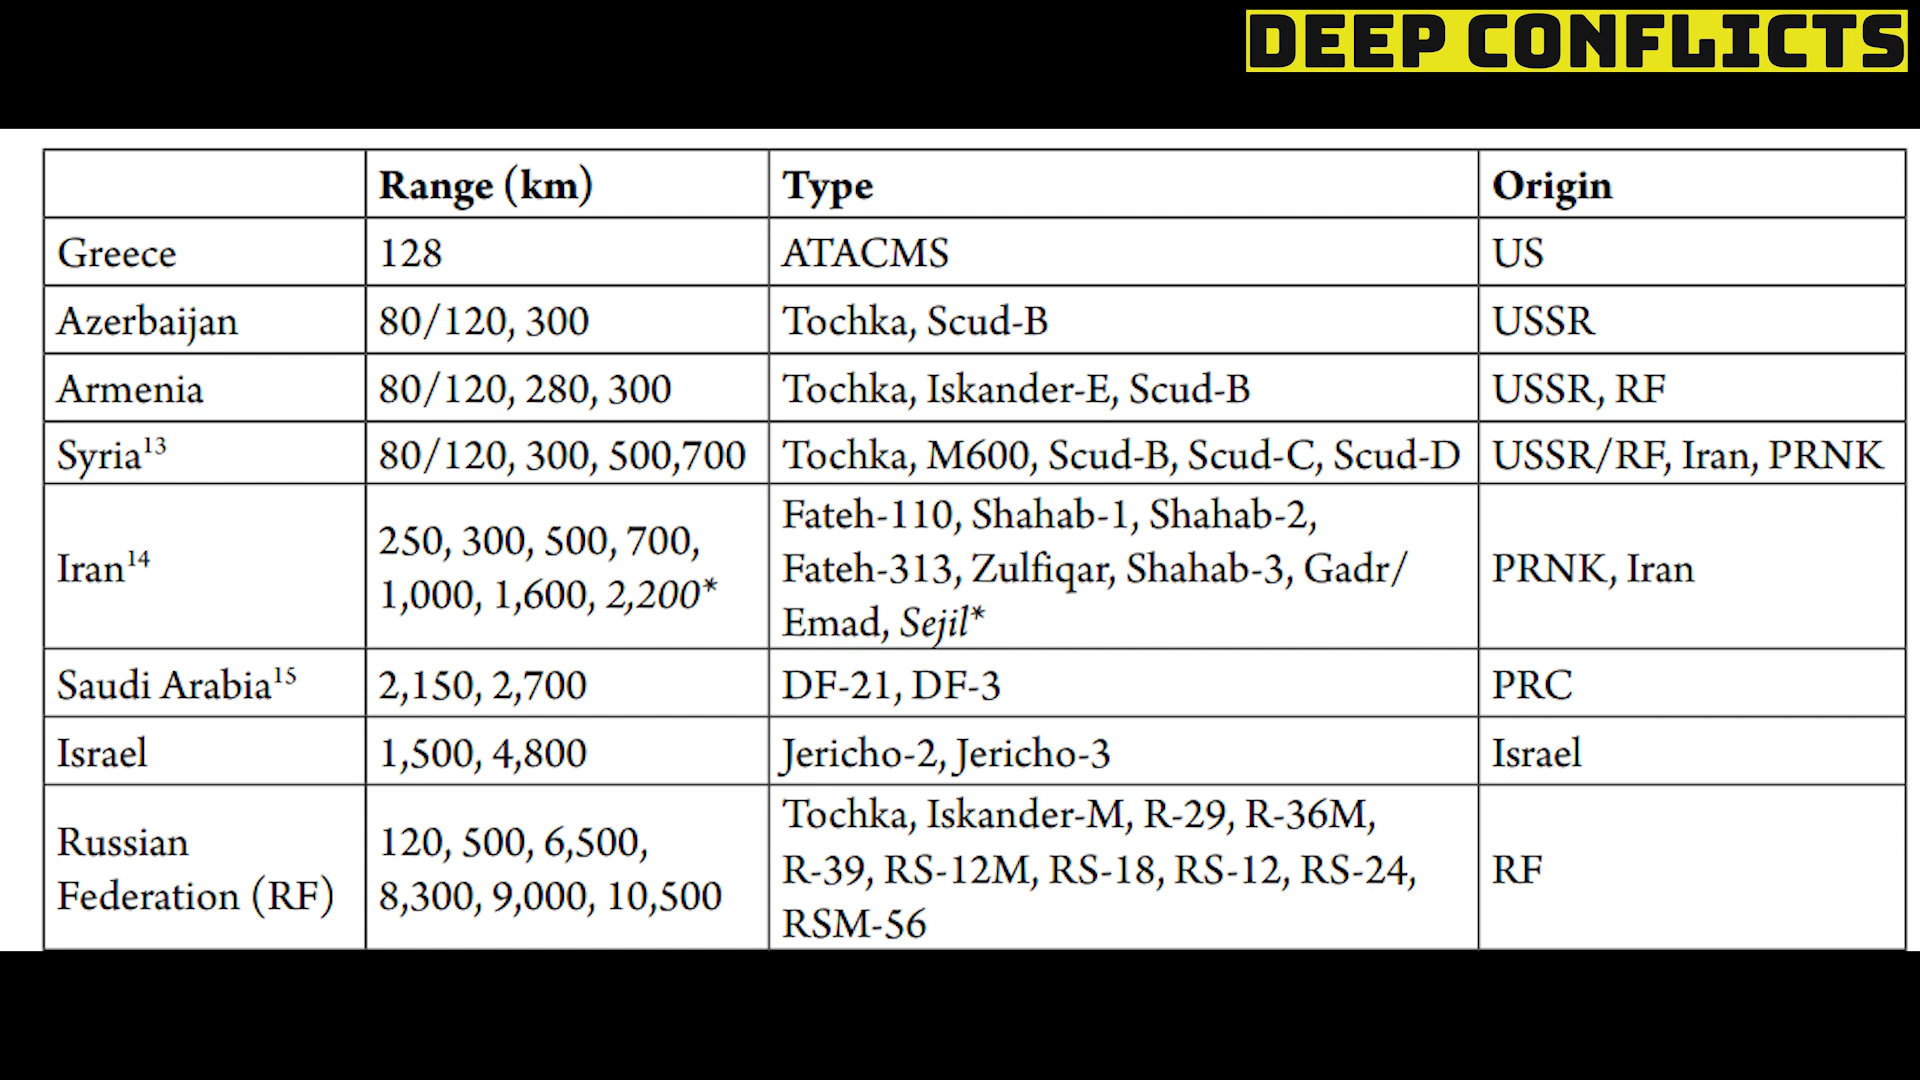 DEEP CONFLICTS
Range (km) Type Origin
Greece 128 ATACMS US
Azerbaijan 80/120, 300 Tochka, Scud-B USSR
Armenia 80/120, 280, 300 Tochka, Iskander-E, Scud-B USSR, RF
Syria13 80/120, 300, 500,700 Tochka, M600, Scud-B, Scud-C, Scud-D USSR/RF, Iran, PRNK
Iran14
250, 300, 500, 700,
1,000, 1,600, 2,200*
Fateh-110, Shahab-1, Shahab-2,
Fateh-313, Zulfiqar, Shahab-3, Gadr/
Emad, Sejil*
PRNK, Iran
Saudi Arabia15 2,150, 2,700 DF-21, DF-3 PRC
Israel 1,500, 4,800 Jericho-2, Jericho-3 Israel
Russian
Federation (RF)
120, 500, 6,500,
8,300, 9,000, 10,500
Tochka, Iskander-M, R-29, R-36M,
R-39, RS-12M, RS-18, RS-12, RS-24,
RSM-56
RF